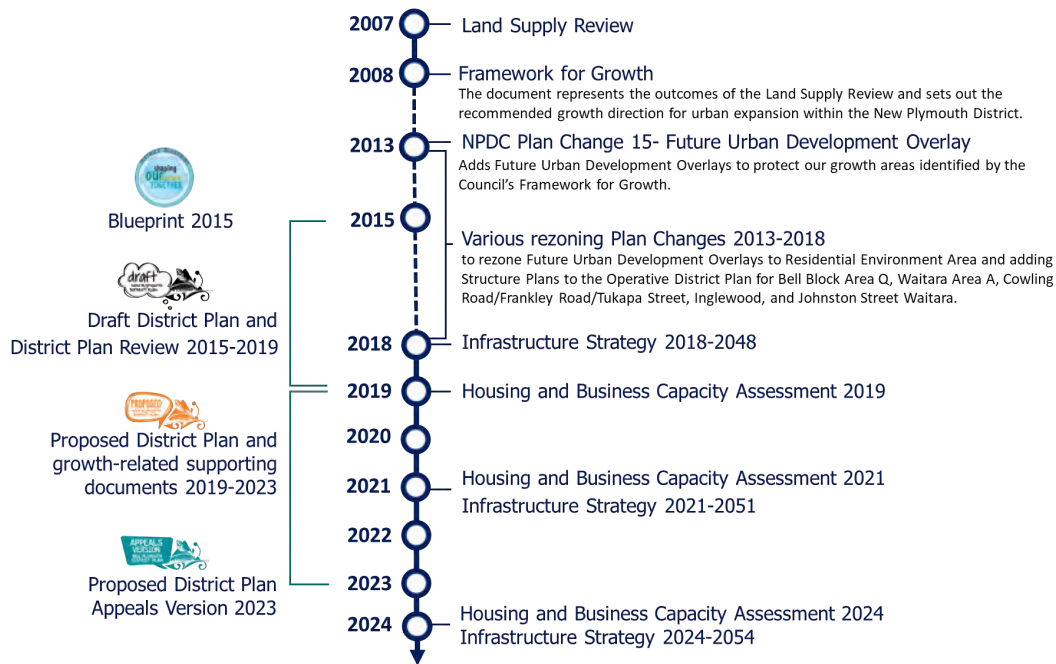 2007
Land Supply Review
2008
Framework for Growth
The document represents the outcomes of the Land Supply Review and sets out the
recommended growth direction for urban expansion within the New Plymouth District.
2013
NPDC Plan Change 15- Future Urban Development Overlay
Adds Future Urban Development Overlays to protect our growth areas identified by the
Council's Framework for Growth.
shaping
our
TOGETHER
Blueprint 2015
2015
Various rezoning Plan Changes 2013-2018
to rezone Future Urban Development Overlays to Residential Environment Area and adding
Structure Plans to the Operative District Plan for Bell Block Area Q, Waitara Area A, Cowling
Road/Frankley Road/Tukapa Street, Inglewood, and Johnston Street Waitara.
draft
Draft District Plan and
District Plan Review 2015-2019
2018
Infrastructure Strategy 2018-2048
2019
Housing and Business Capacity Assessment 2019
PROPOSED
Proposed District Plan and
growth-related supporting
documents 2019-2023
2020
2021
Housing and Business Capacity Assessment 2021
Infrastructure Strategy 2021-2051
2022
APPEALS
VERSION
Proposed District Plan
Appeals Version 2023
2023
2024
Housing and Business Capacity Assessment 2024
Infrastructure Strategy 2024-2054